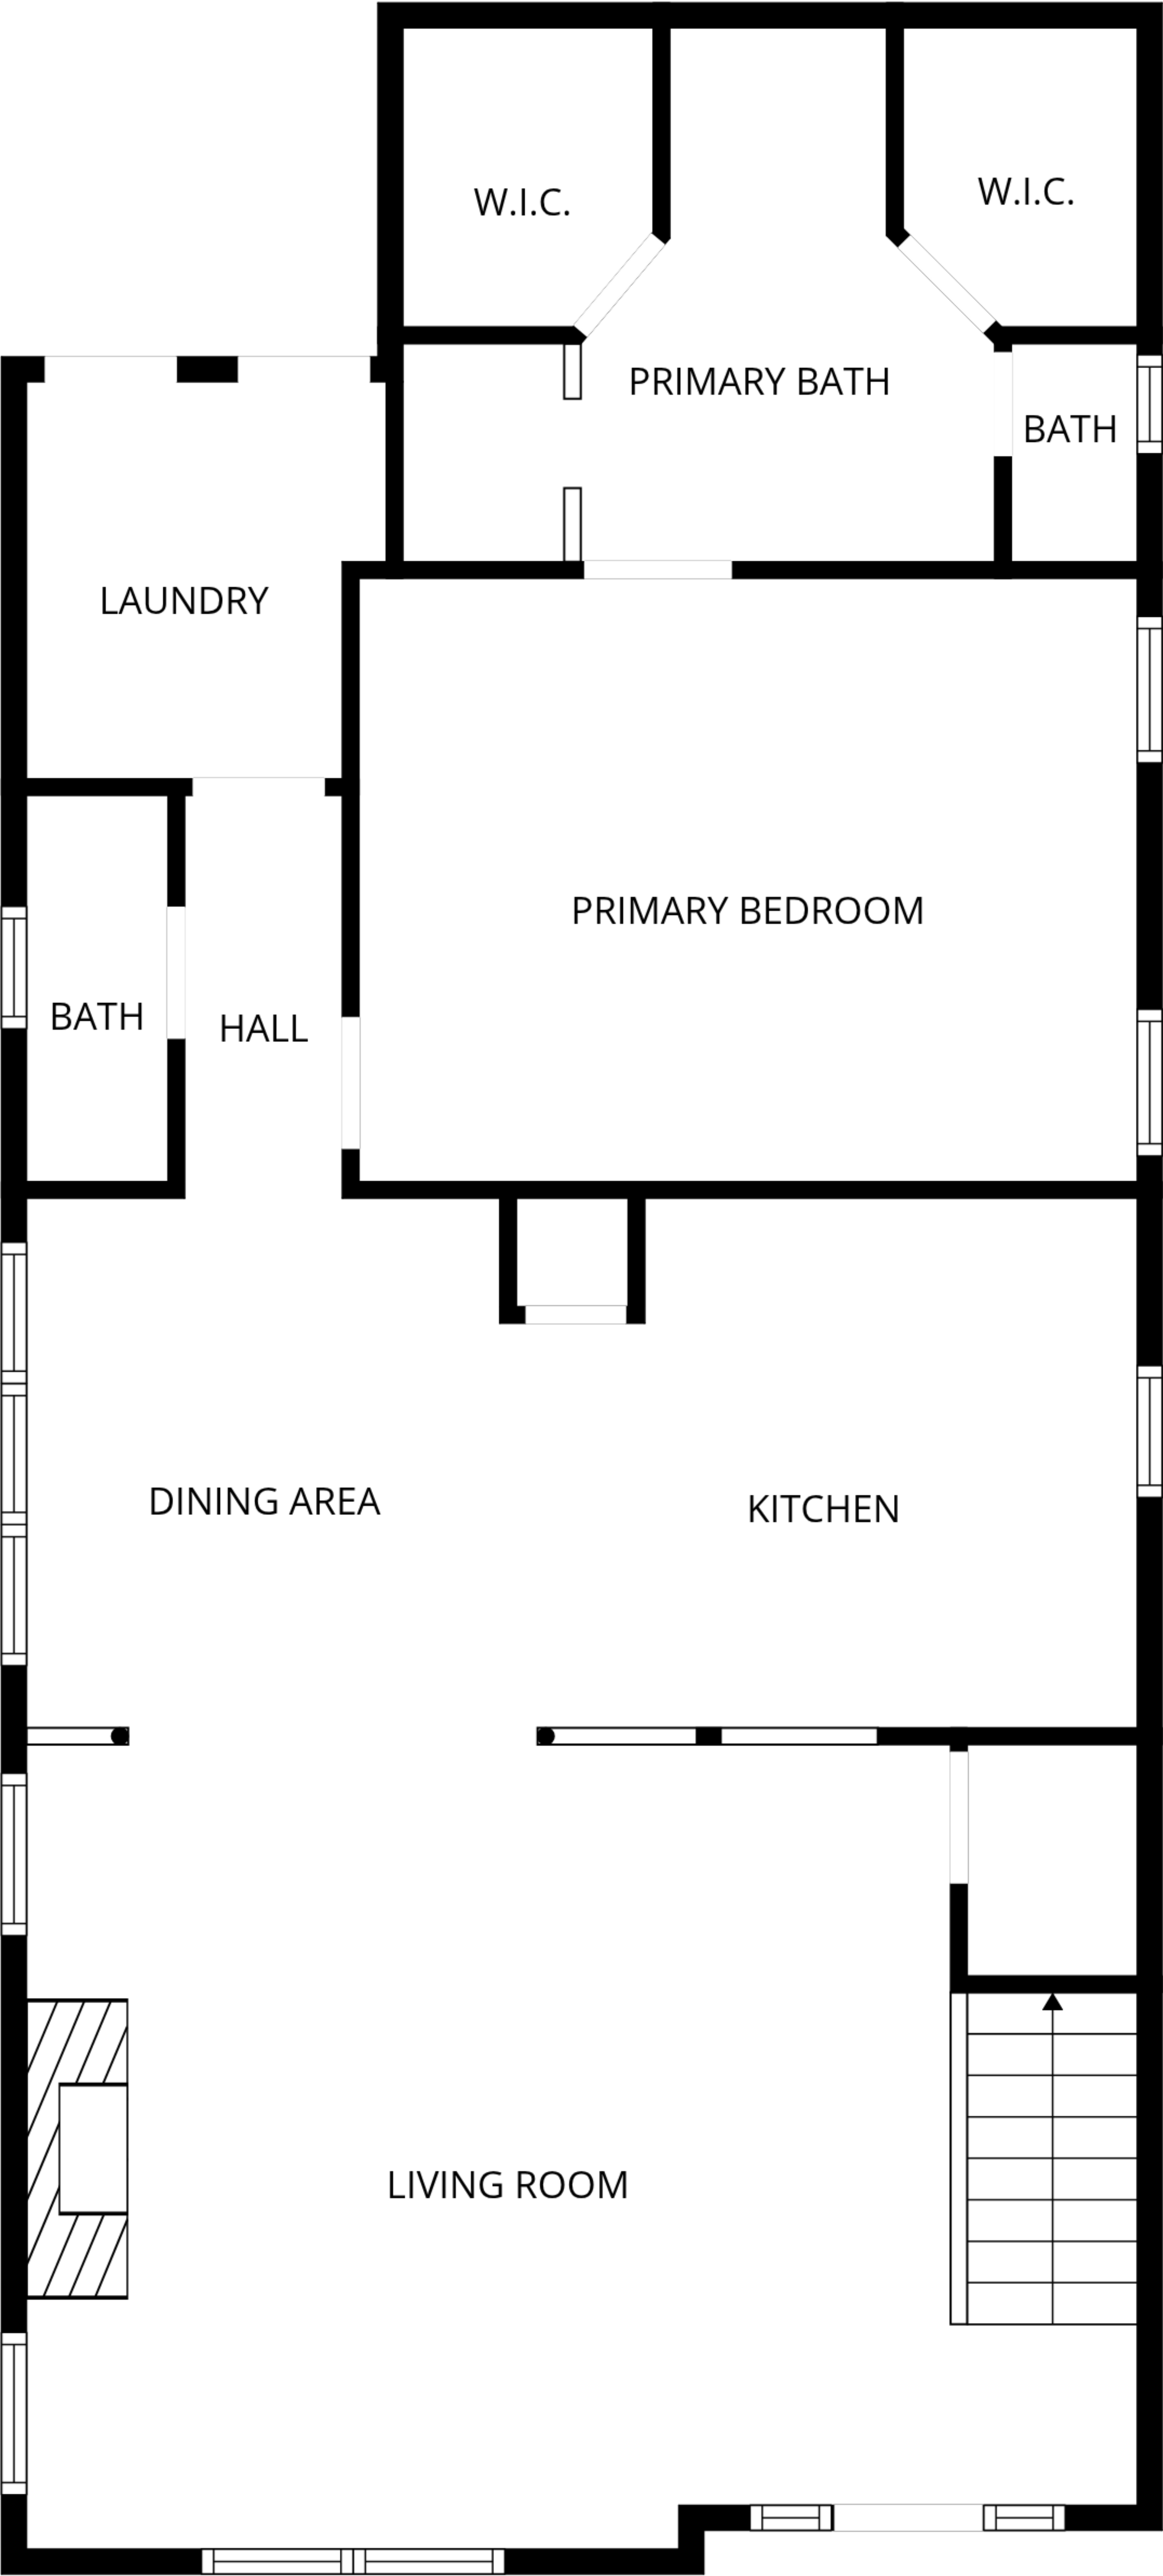 W.I.C.
W.I.C.
PRIMARY BATH
BATH
LAUNDRY
PRIMARY BEDROOM
BATH
HALL
DINING AREA
KITCHEN
LIVING ROOM